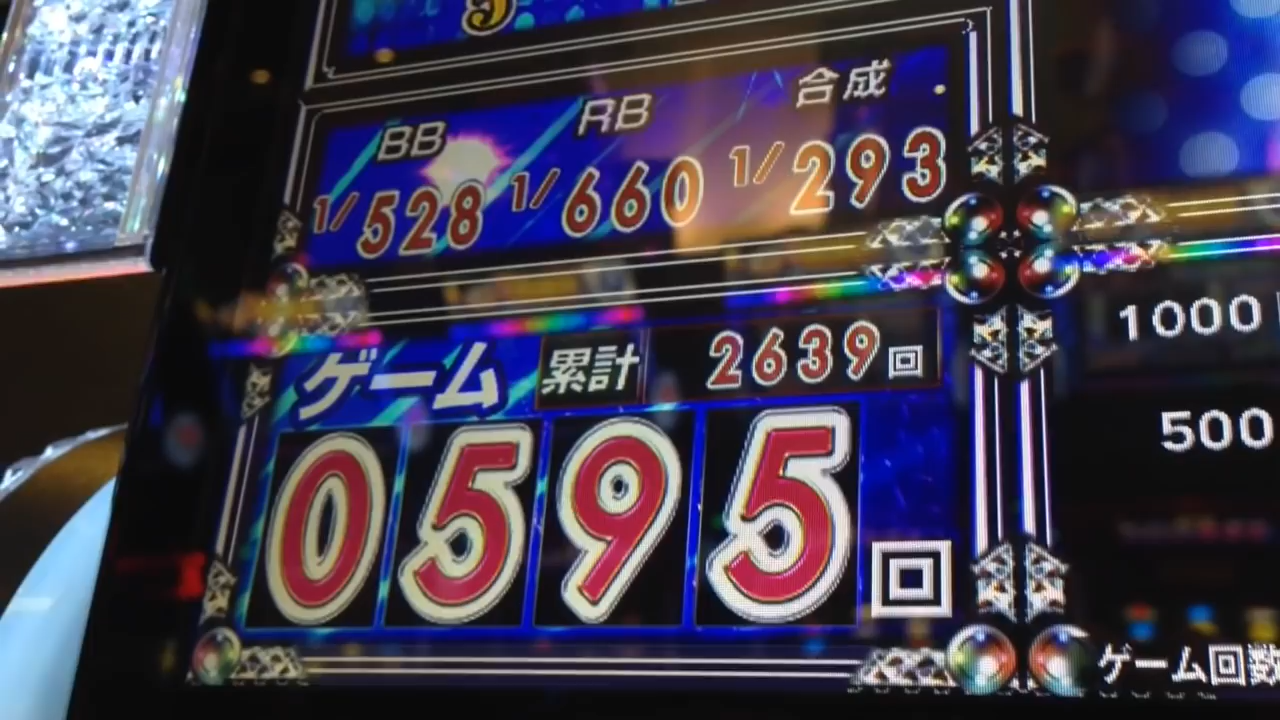 5
BB RB 合成
1/528 1/660 1/293
ゲーム 累計 2639回
0595回
1000
500
ゲーム回数